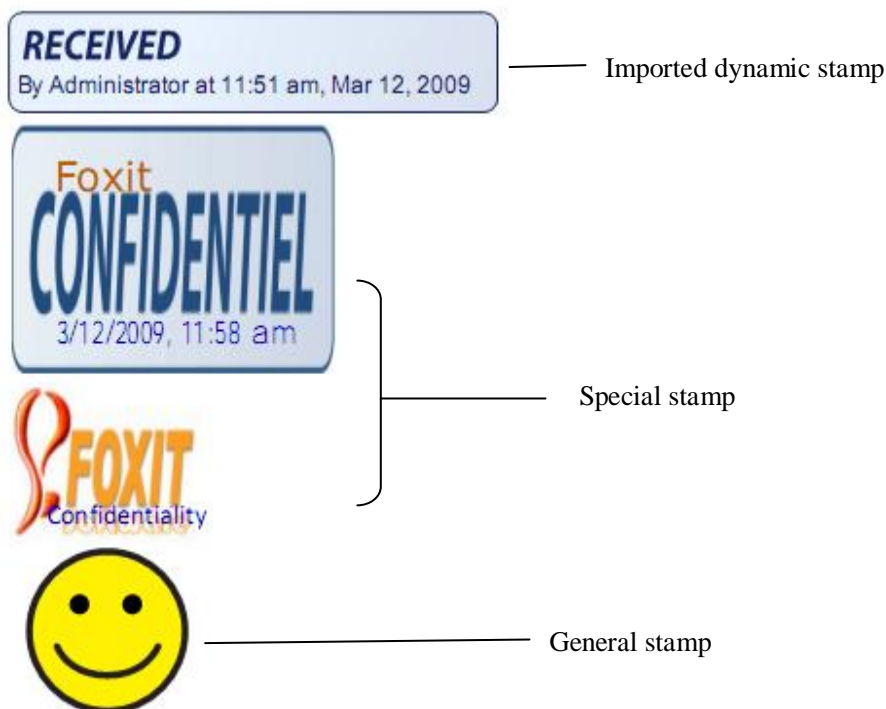 RECEIVED
By Administrator at 11:51 am, Mar 12, 2009
Imported dynamic stamp
Foxit
CONFIDENTIEL
3/12/2009, 11:58 am
Special stamp
FOXIT
Confidentiality
General stamp